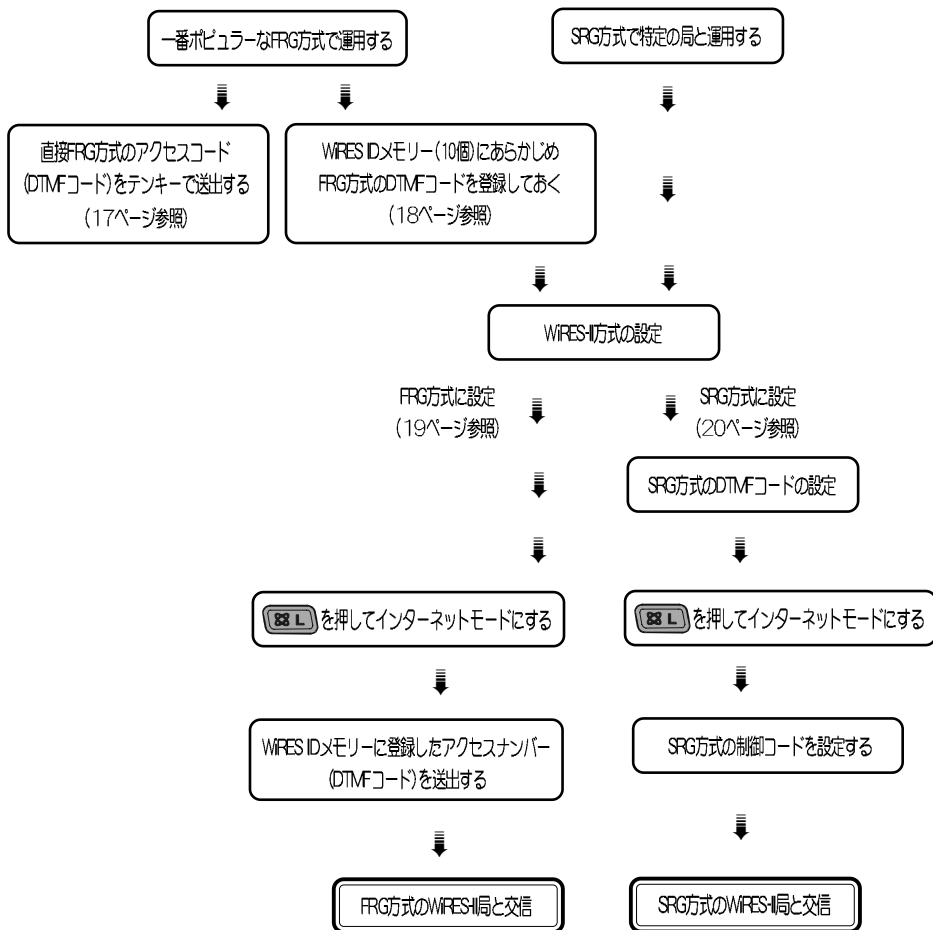 一番ポピュラーなFRG方式で運用する
SRG方式で特定の局と運用する
直接FRG方式のアクセスコード
(DTMFコード)をテンキーで送出する
(17ページ参照)
WiRES IDメモリー(10個)にあらかじめ
FRG方式のDTMFコードを登録しておく
(18ページ参照)
WiRES-II方式の設定
FRG方式に設定
(19ページ参照)
SRG方式に設定
(20ページ参照)
SRG方式のDTMFコードの設定
L を押してインターネットモードにする
L を押してインターネットモードにする
WiRES IDメモリーに登録したアクセスナンバー
(DTMFコード)を送出する
SRG方式の制御コードを設定する
FRG方式のWiRES-II局と交信
SRG方式のWiRES-II局と交信